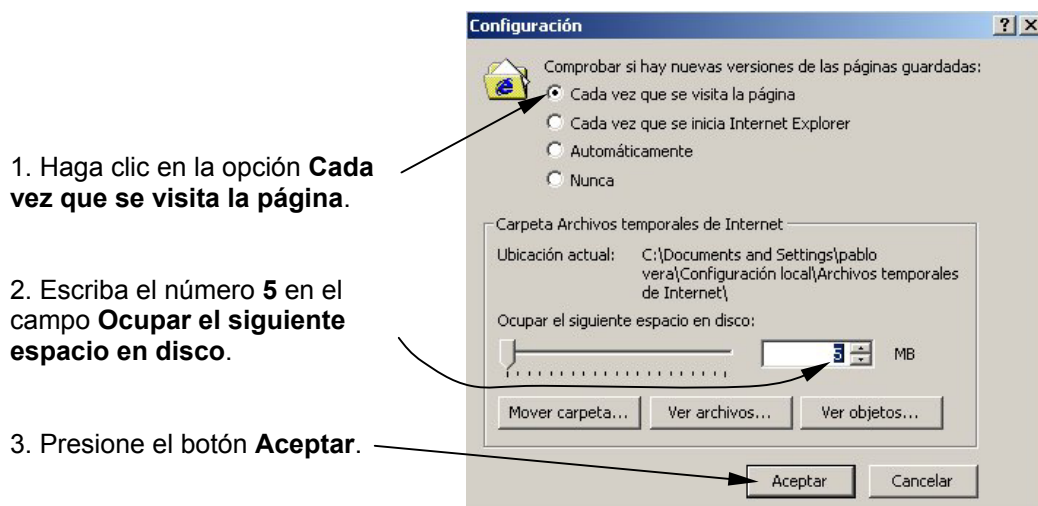 Configuración
Comprobar si hay nuevas versiones de las páginas guardadas:
Cada vez que se visita la página
Cada vez que se inicia Internet Explorer
Automáticamente
Nunca
1. Haga clic en la opción Cada
vez que se visita la página.
Carpeta Archivos temporales de Internet
Ubicación actual: C:\Documents and Settings\pablo
vera\Configuración local\Archivos temporales
de Internet\
2. Escriba el número 5 en el
campo Ocupar el siguiente
espacio en disco.
Ocupar el siguiente espacio en disco:
5 MB
Mover carpeta... Ver archivos... Ver objetos...
3. Presione el botón Aceptar.
Aceptar Cancelar